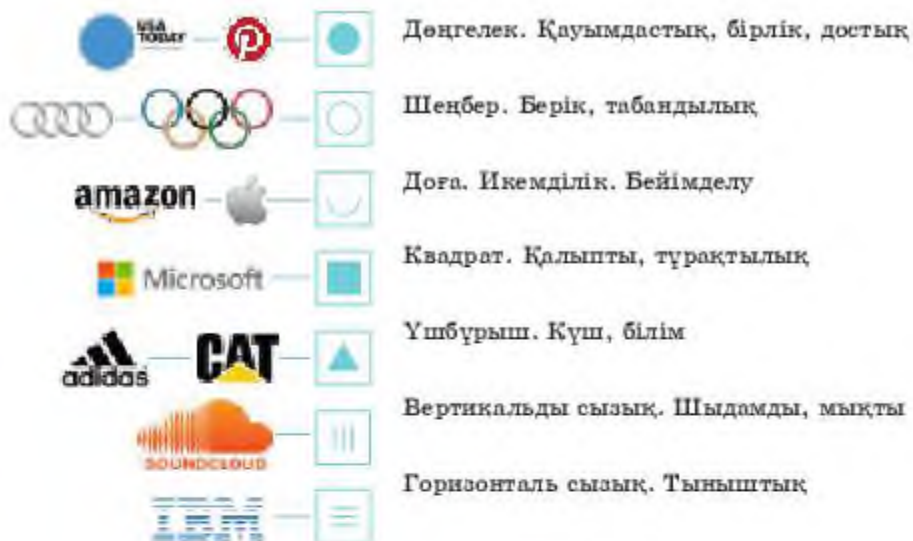 USA TODAY Дөңгелек. Қауымдастық, бірлік, достық
Шеңбер. Берік, табандылық
amazon Доға. Икемділік. Бейімделу
Microsoft Квадрат. Қалыпты, тұрақтылық
adidas CAT Үшбұрыш. Күш, білім
SOUNDCLOUD Вертикальды сызық. Шыдамды, мықты
IBM Горизонталь сызық. Тыныштық